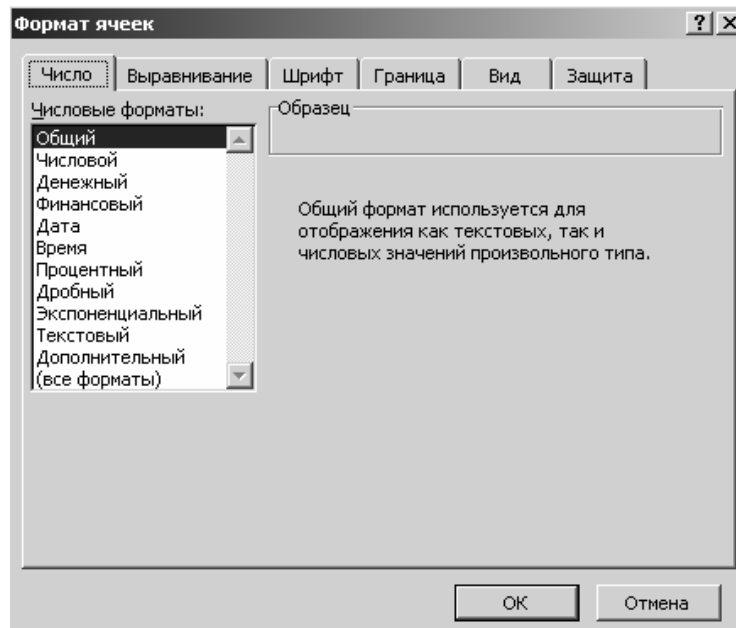 Формат ячеек
Число Выравнивание Шрифт Граница Вид Защита
Числовые форматы:
Образец
Общий
Числовой
Денежный
Финансовый
Дата
Время
Процентный
Дробный
Экспоненциальный
Текстовый
Дополнительный
(все форматы)
Общий формат используется для
отображения как текстовых, так и
числовых значений произвольного типа.
ОК Отмена